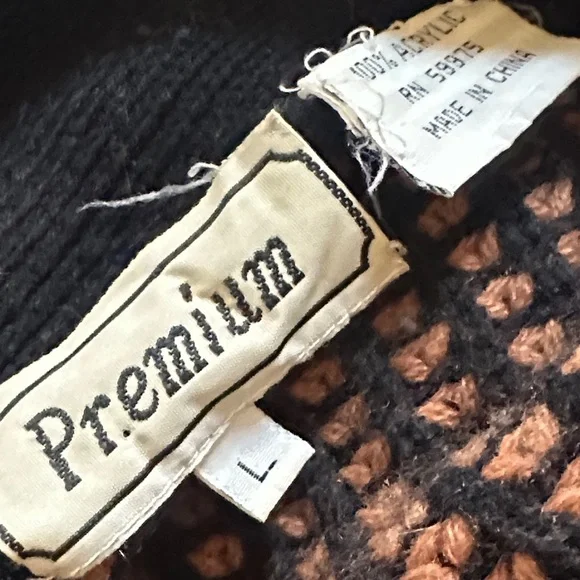 100% ACRYLIC
RN 59975
MADE IN CHINA
Premium
L